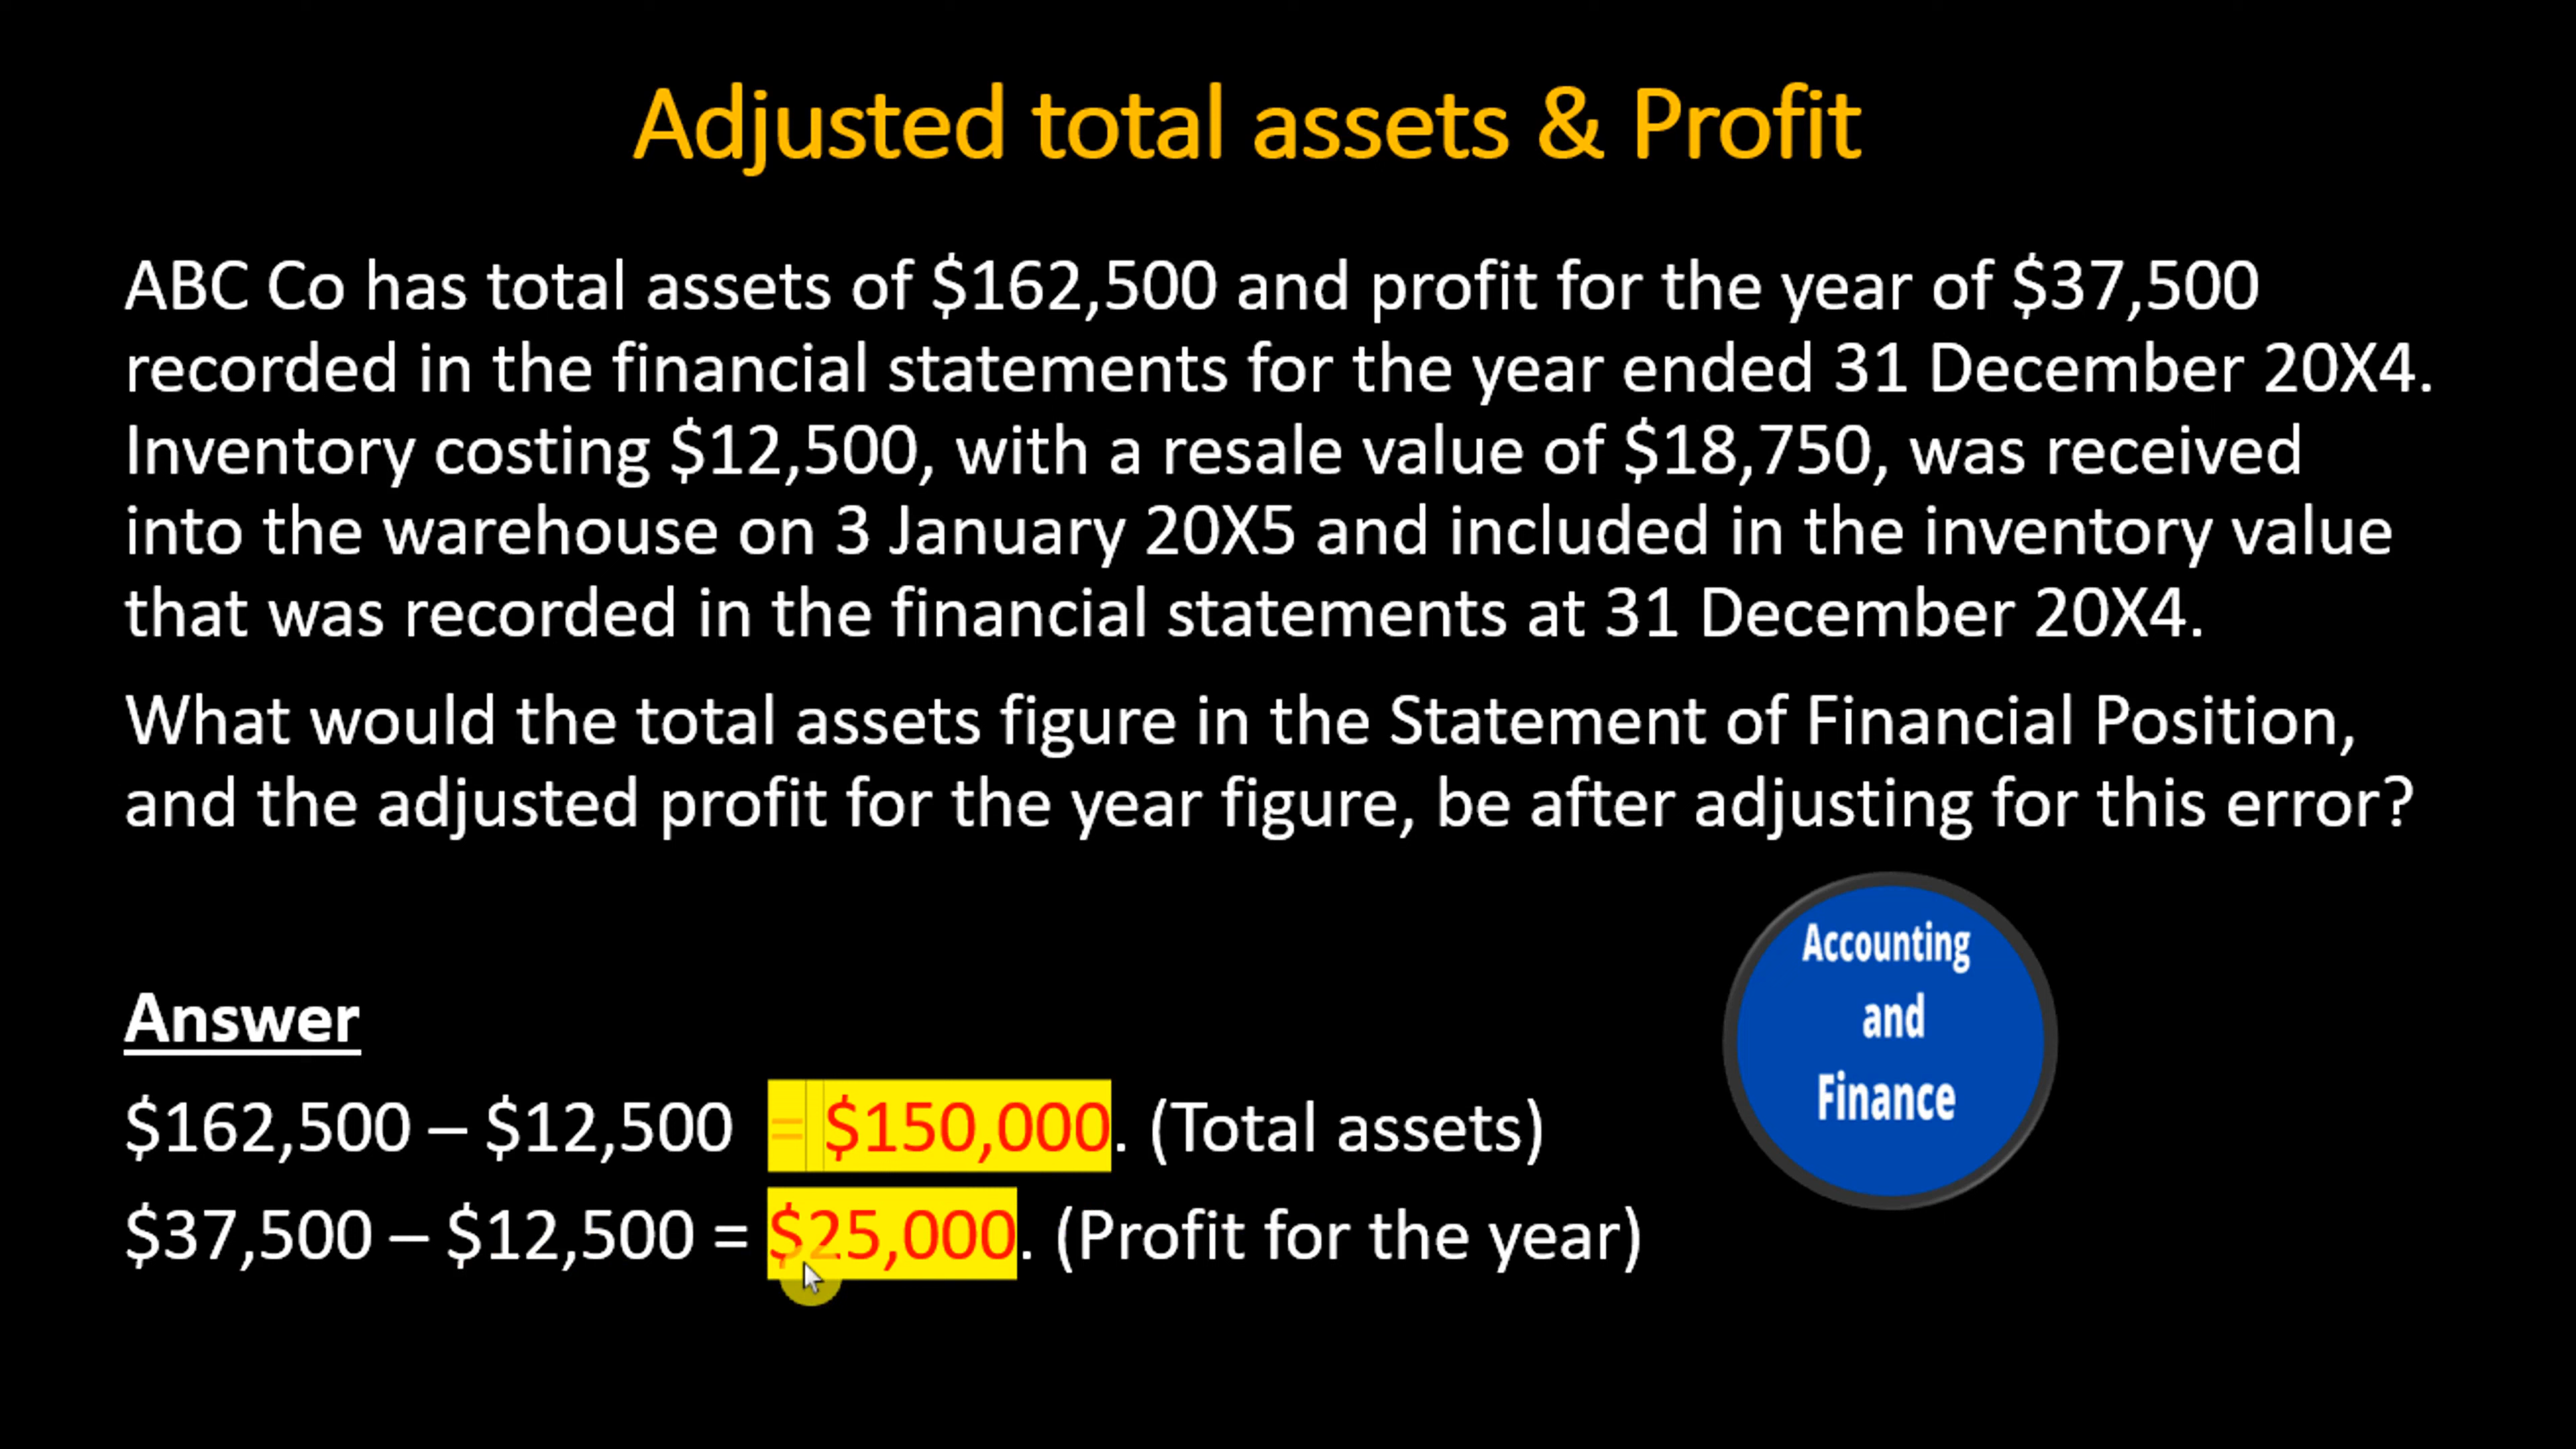 Adjusted total assets & Profit
ABC Co has total assets of $162,500 and profit for the year of $37,500
recorded in the financial statements for the year ended 31 December 20X4.
Inventory costing $12,500, with a resale value of $18,750, was received
into the warehouse on 3 January 20X5 and included in the inventory value
that was recorded in the financial statements at 31 December 20X4.
What would the total assets figure in the Statement of Financial Position,
and the adjusted profit for the year figure, be after adjusting for this error?
Accounting
and
Finance
Answer
$162,500 – $12,500 = $150,000. (Total assets)
$37,500 – $12,500 = $25,000. (Profit for the year)